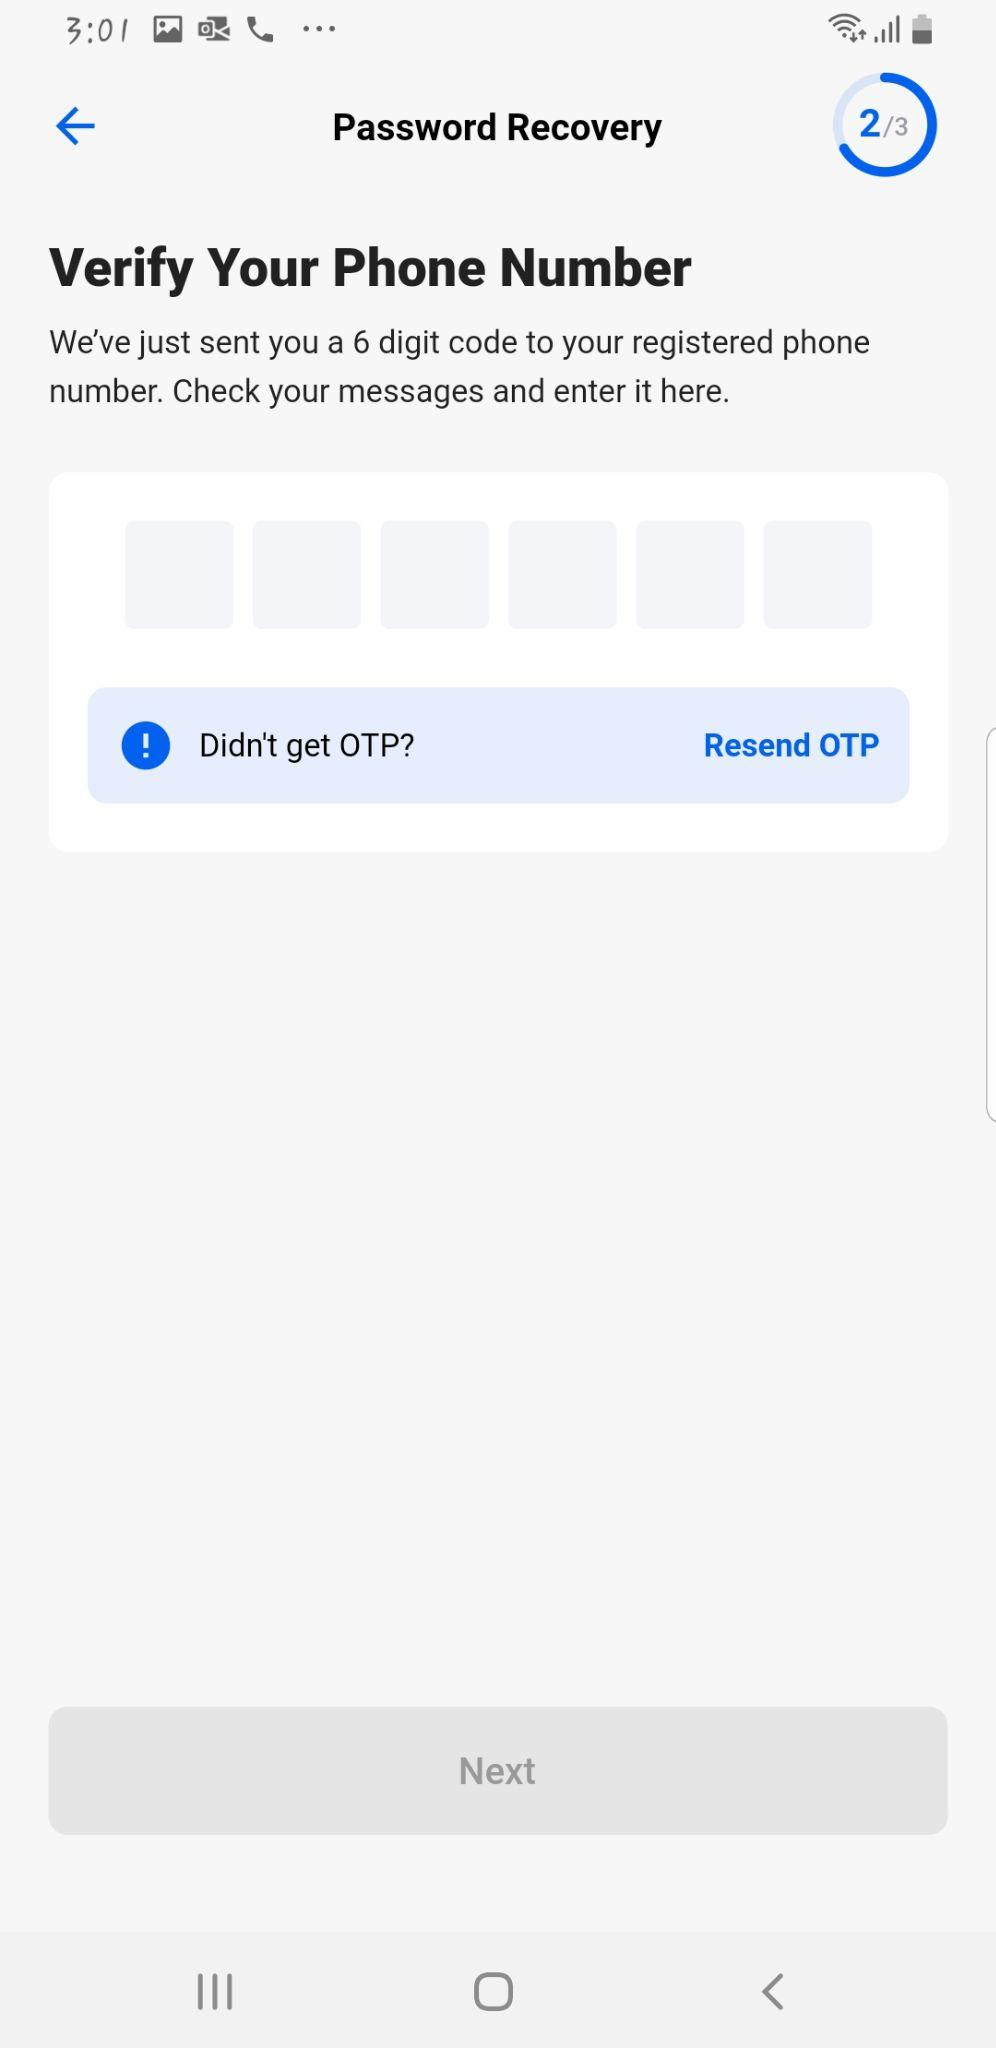 3:01
Password Recovery
2/3
Verify Your Phone Number
We’ve just sent you a 6 digit code to your registered phone
number. Check your messages and enter it here.
Didn't get OTP? Resend OTP
Next